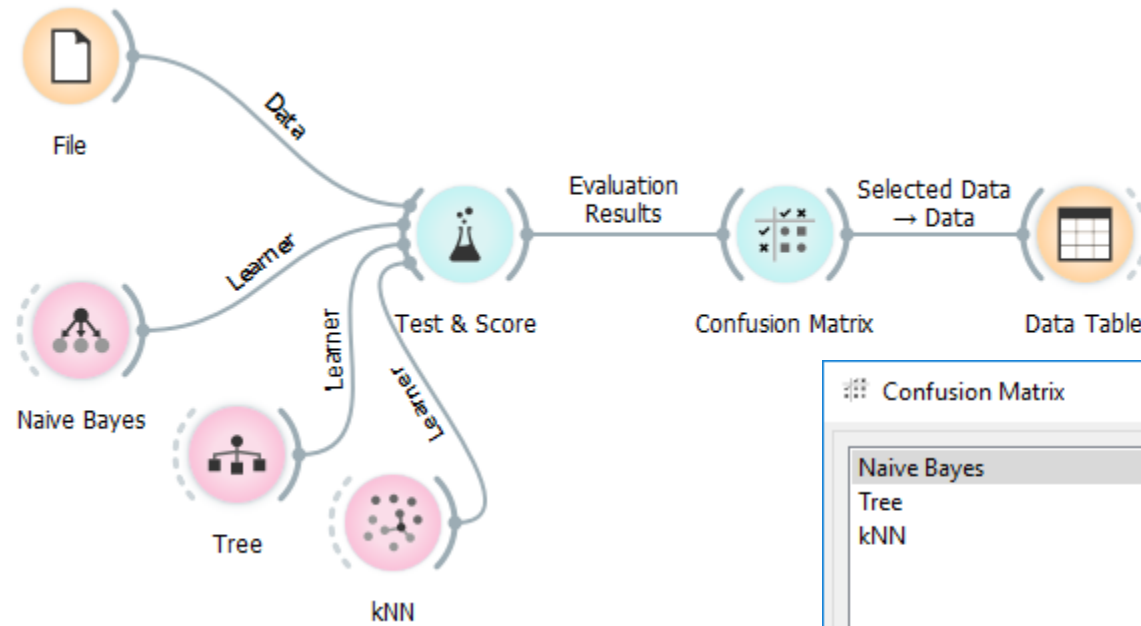 File
Data
Learner
Naive Bayes
Learner
Tree
Learner
kNN
Test & Score
Evaluation
Results
Confusion Matrix
Selected Data
→ Data
Data Table
Confusion Matrix
Naive Bayes
Tree
kNN